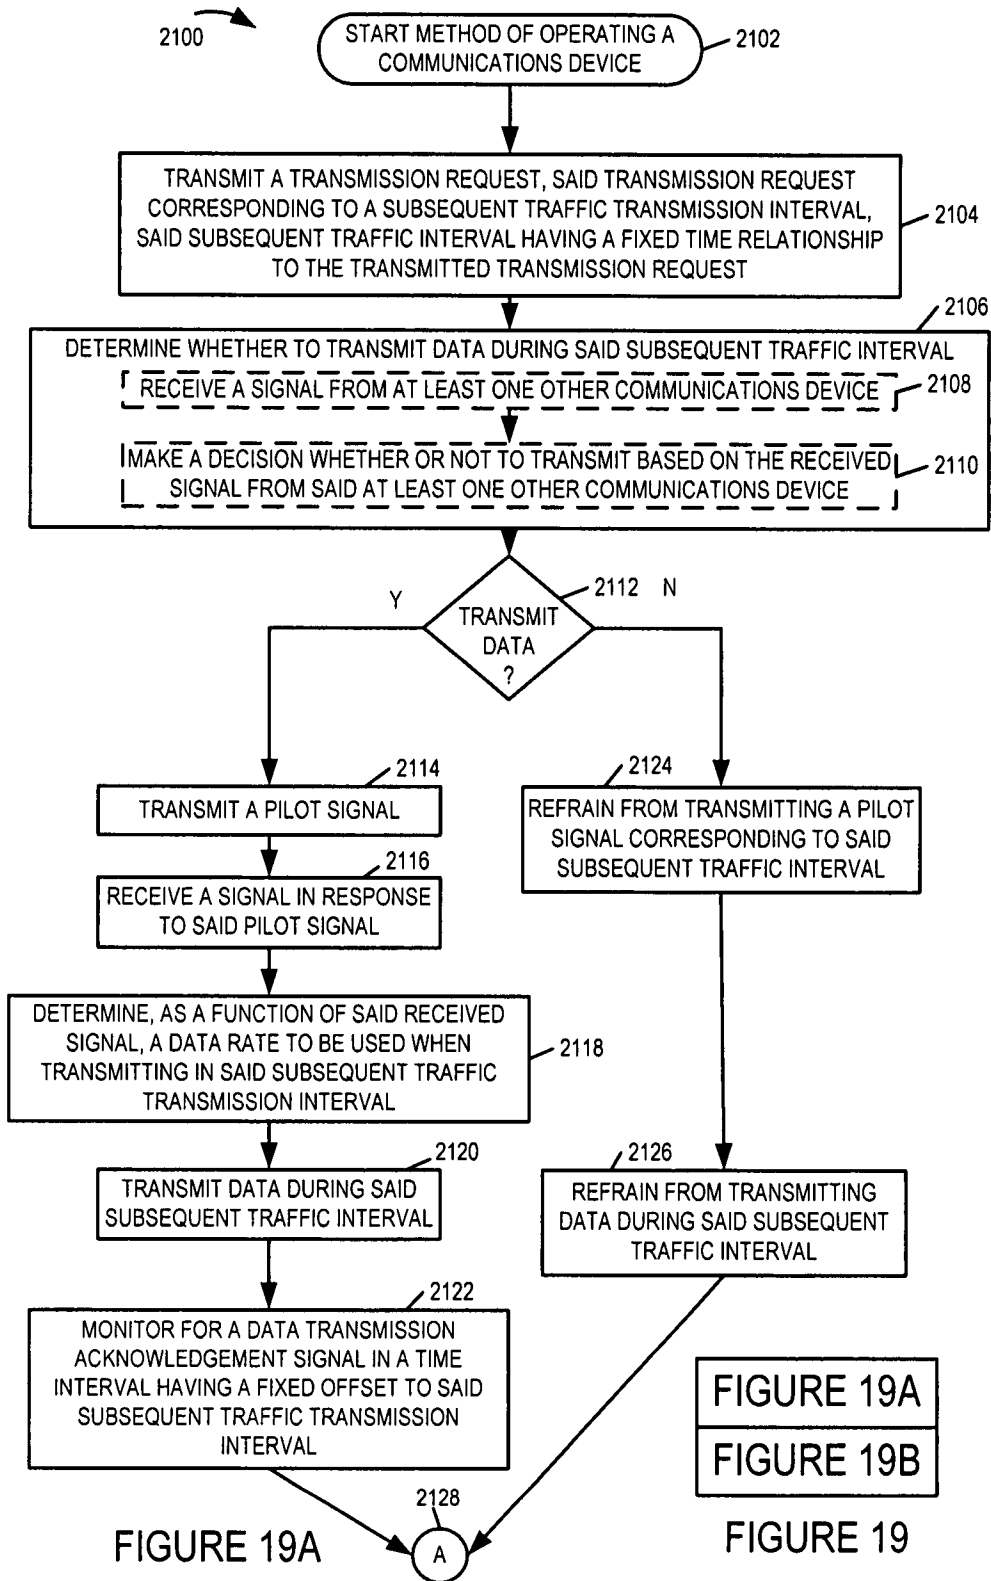 2100
START METHOD OF OPERATING A
COMMUNICATIONS DEVICE
2102
TRANSMIT A TRANSMISSION REQUEST, SAID TRANSMISSION REQUEST
CORRESPONDING TO A SUBSEQUENT TRAFFIC TRANSMISSION INTERVAL,
SAID SUBSEQUENT TRAFFIC INTERVAL HAVING A FIXED TIME RELATIONSHIP
TO THE TRANSMITTED TRANSMISSION REQUEST
2104
2106
DETERMINE WHETHER TO TRANSMIT DATA DURING SAID SUBSEQUENT TRAFFIC INTERVAL
RECEIVE A SIGNAL FROM AT LEAST ONE OTHER COMMUNICATIONS DEVICE
2108
MAKE A DECISION WHETHER OR NOT TO TRANSMIT BASED ON THE RECEIVED
SIGNAL FROM SAID AT LEAST ONE OTHER COMMUNICATIONS DEVICE
2110
Y
2112
N
TRANSMIT
DATA
?
2114
TRANSMIT A PILOT SIGNAL
2116
RECEIVE A SIGNAL IN RESPONSE
TO SAID PILOT SIGNAL
DETERMINE, AS A FUNCTION OF SAID RECEIVED
SIGNAL, A DATA RATE TO BE USED WHEN
TRANSMITTING IN SAID SUBSEQUENT TRAFFIC
TRANSMISSION INTERVAL
2118
2120
TRANSMIT DATA DURING SAID
SUBSEQUENT TRAFFIC INTERVAL
2122
MONITOR FOR A DATA TRANSMISSION
ACKNOWLEDGEMENT SIGNAL IN A TIME
INTERVAL HAVING A FIXED OFFSET TO SAID
SUBSEQUENT TRAFFIC TRANSMISSION
INTERVAL
2124
REFRAIN FROM TRANSMITTING A PILOT
SIGNAL CORRESPONDING TO SAID
SUBSEQUENT TRAFFIC INTERVAL
2126
REFRAIN FROM TRANSMITTING
DATA DURING SAID SUBSEQUENT
TRAFFIC INTERVAL
2128
A
FIGURE 19A
FIGURE 19A
FIGURE 19B
FIGURE 19